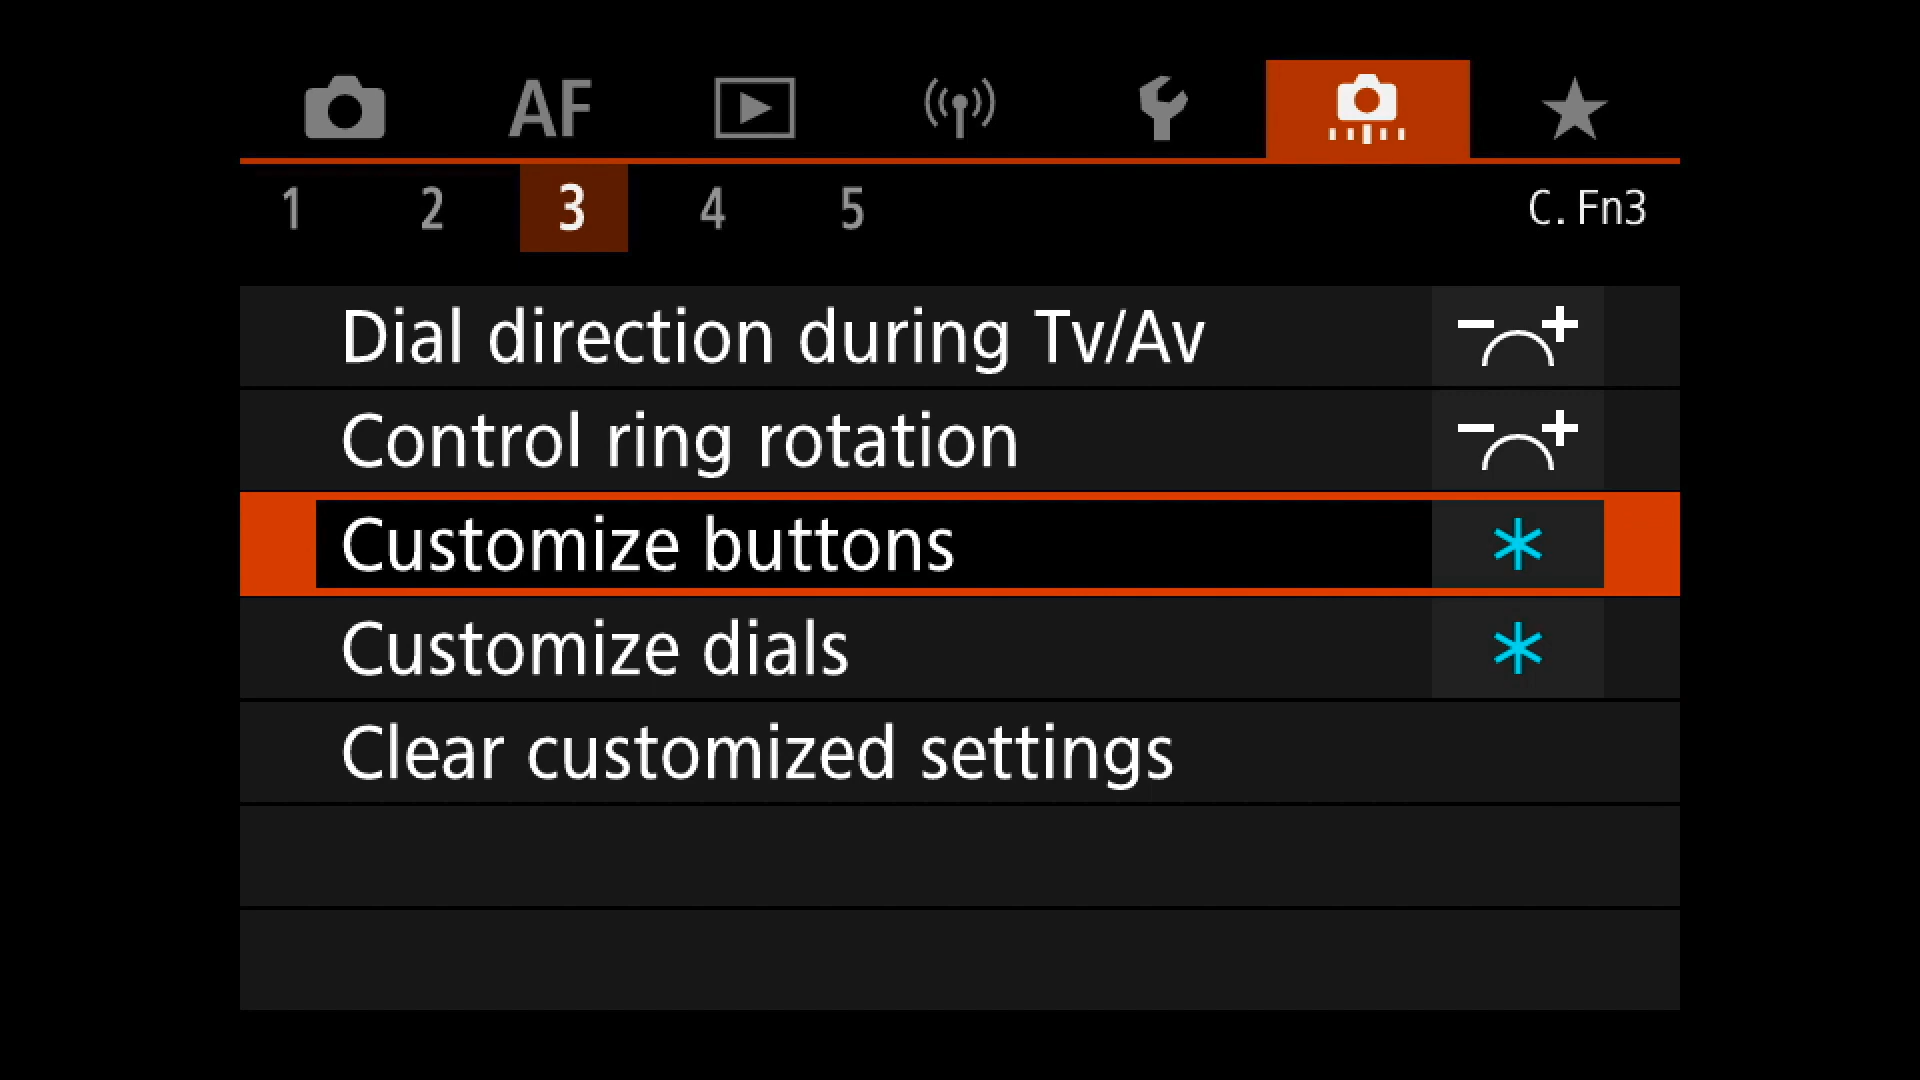 AF
1 2 3 4 5 C.Fn3
Dial direction during Tv/Av
Control ring rotation
Customize buttons
Customize dials
Clear customized settings